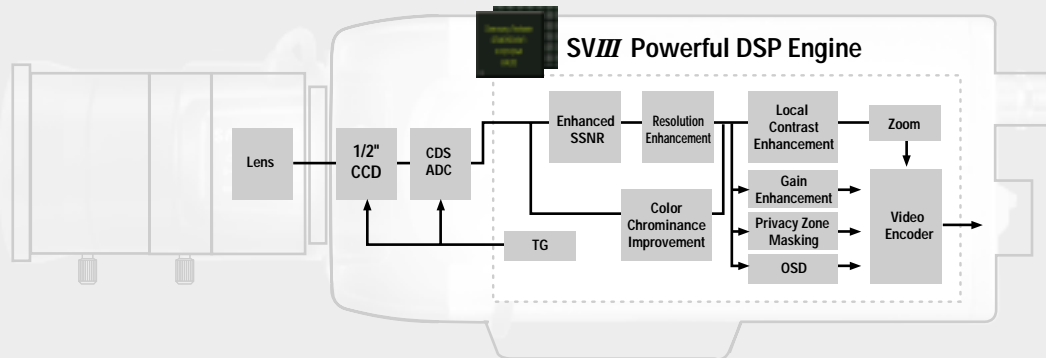 SVIII Powerful DSP Engine
Lens
1/2"
CCD
CDS
ADC
Enhanced
SSNR
Resolution
Enhancement
Local
Contrast
Enhancement
Zoom
Gain
Enhancement
Color
Chrominance
Improvement
Privacy Zone
Masking
Video
Encoder
TG
OSD